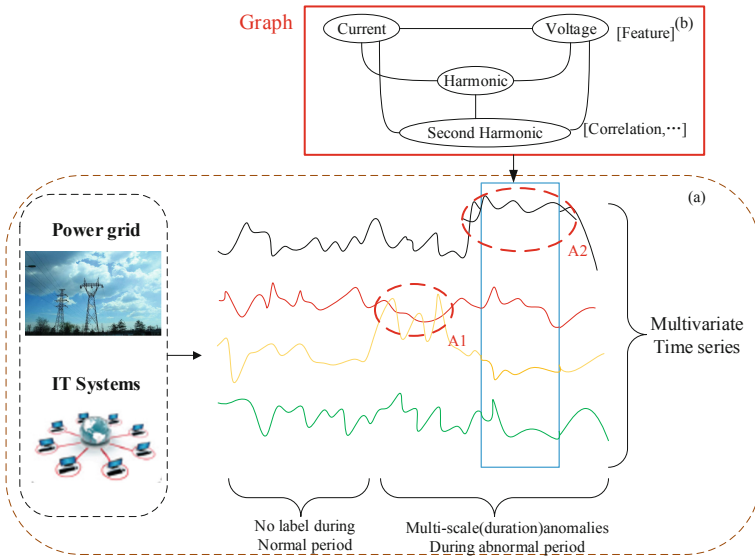 Graph
(b)
Current
Voltage
[Feature]
Harmonic
Second Harmonic
[Correlation,⋯]
(a)
Power grid
IT Systems
A2
A1
Multivariate
Time series
No label during
Normal period
Multi-scale(duration)anomalies
During abnormal period